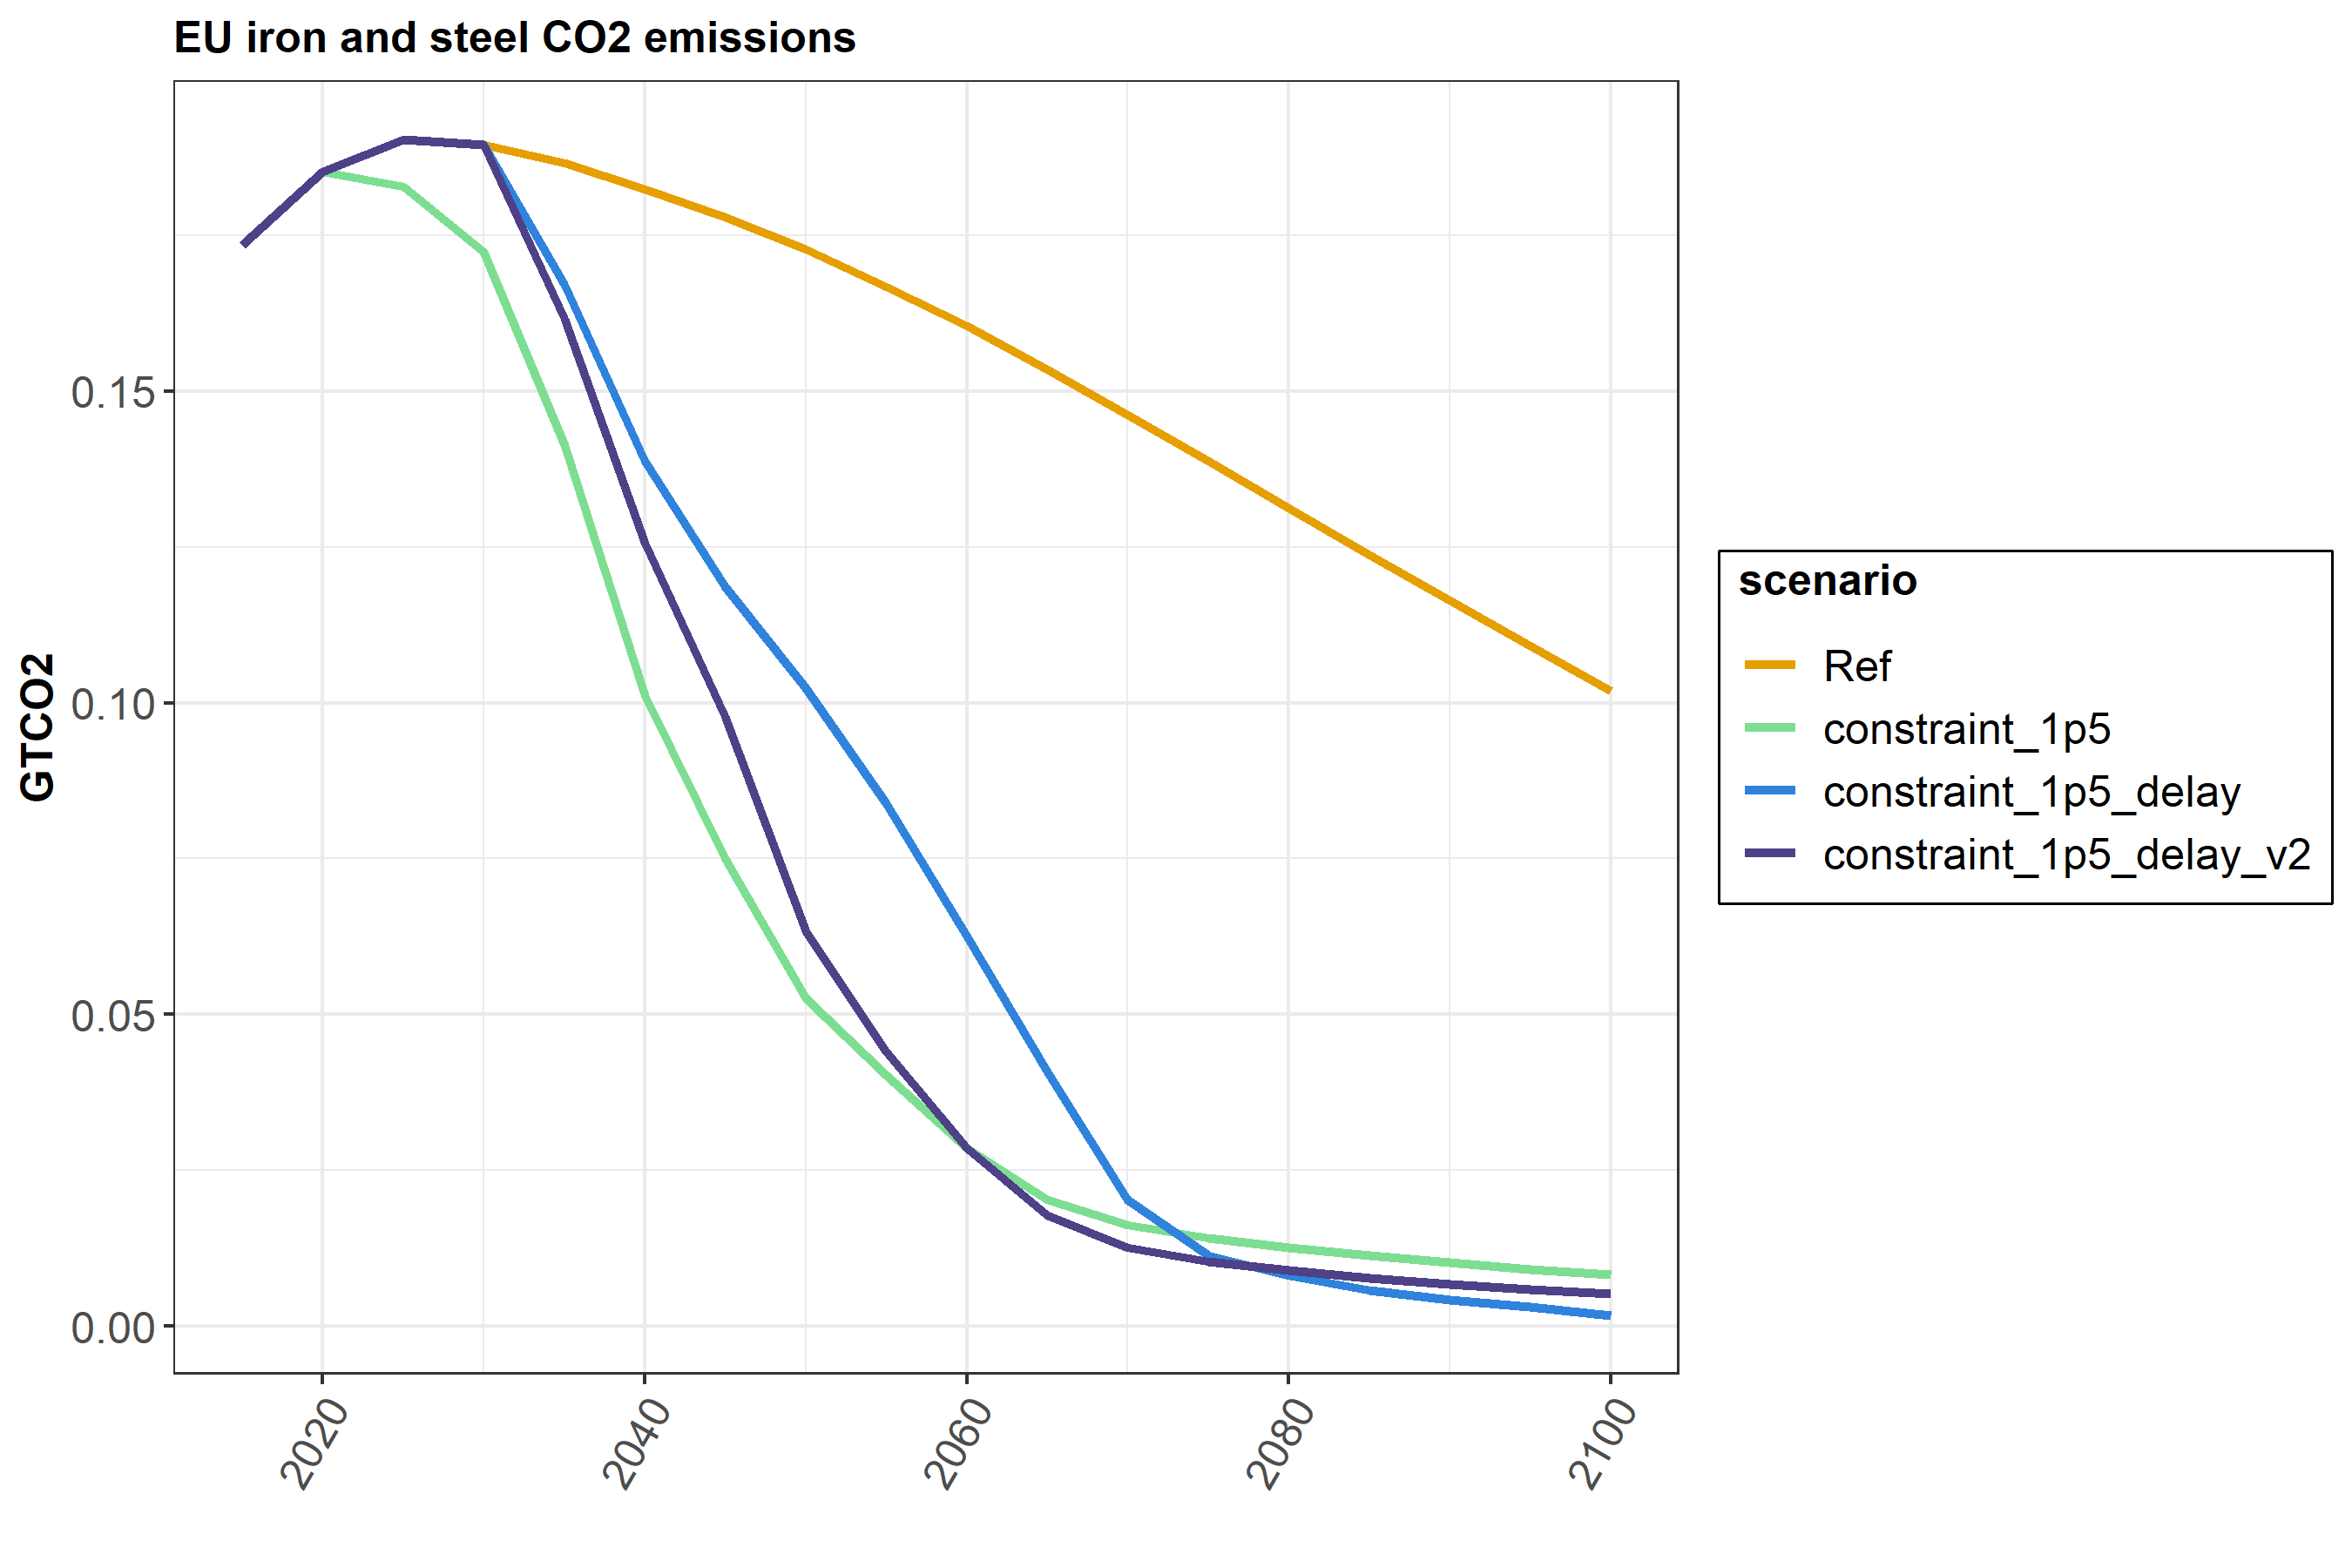 EU iron and steel CO2 emissions
GTCO2
0.15
0.10
0.05
0.00
2020
2040
2060
2080
2100
scenario
Ref
constraint_1p5
constraint_1p5_delay
constraint_1p5_delay_v2